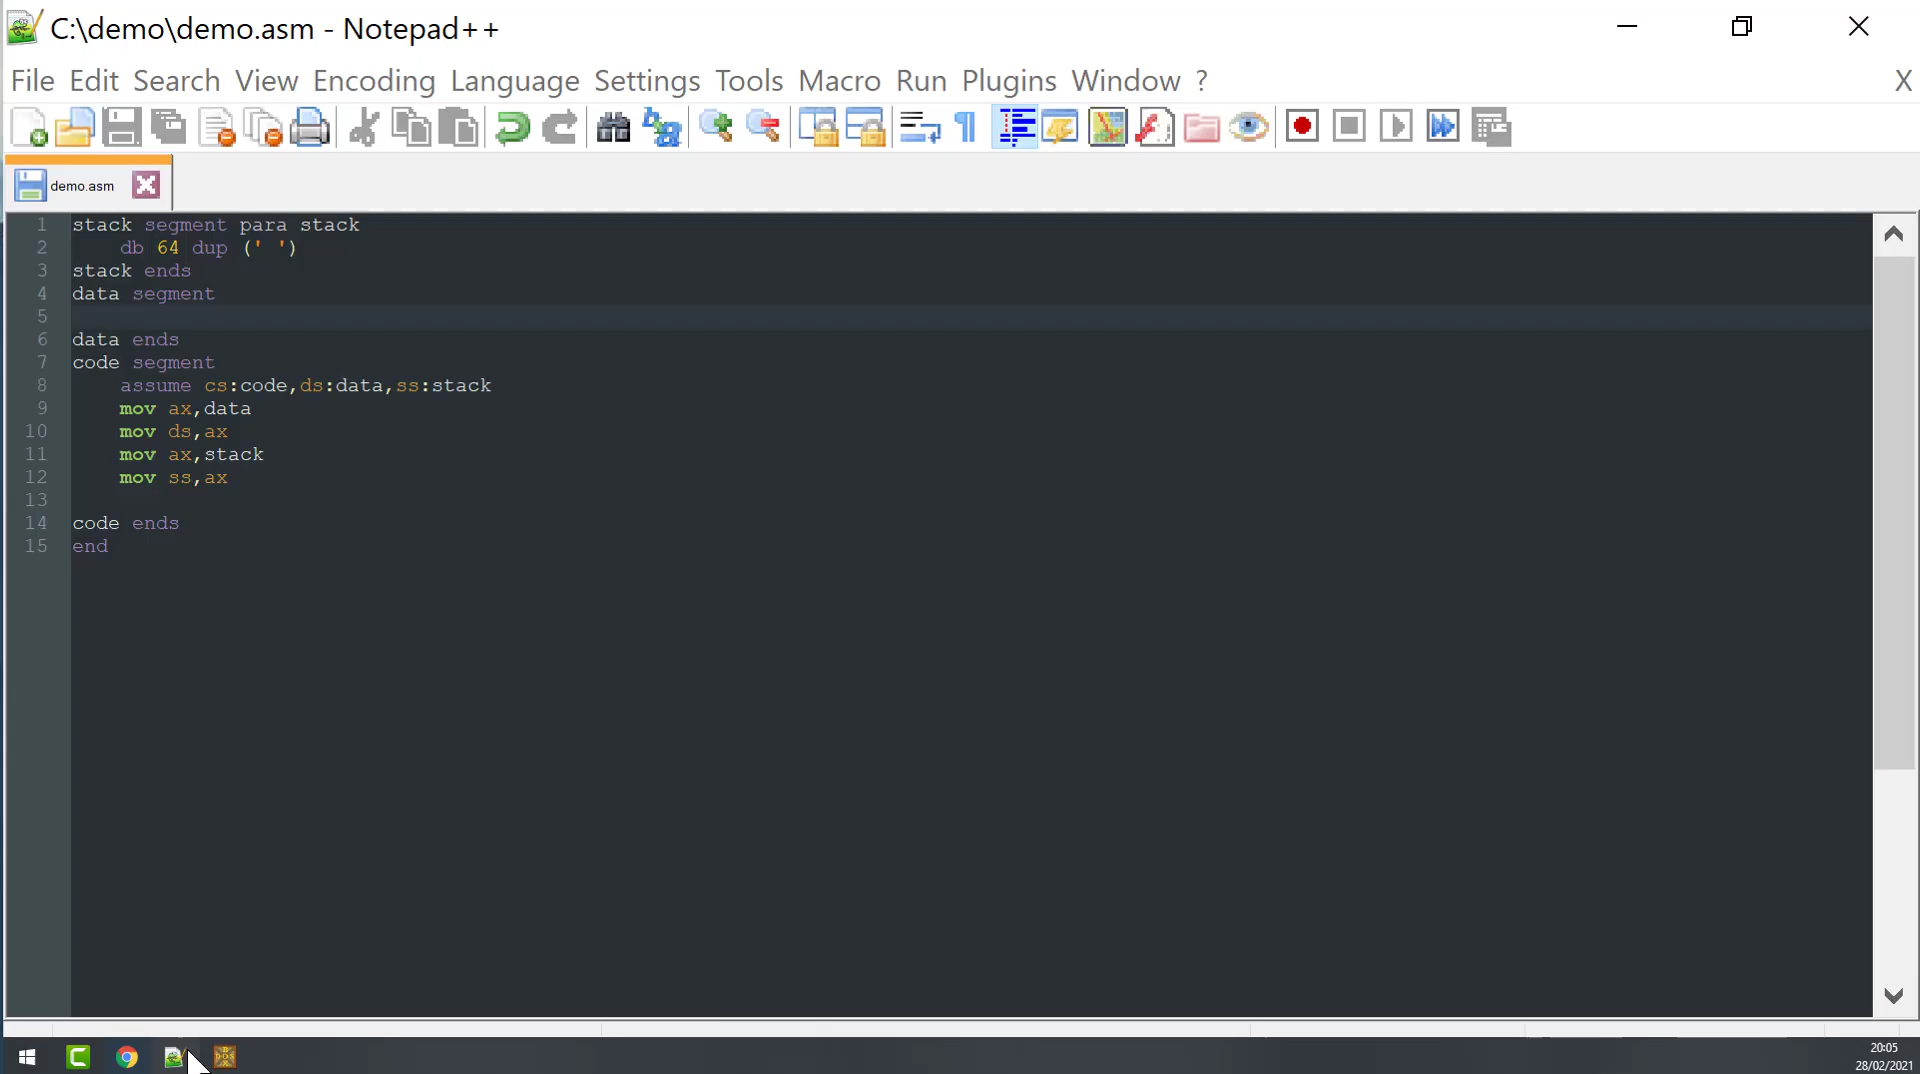 C:\demo\demo.asm - Notepad++
File Edit Search View Encoding Language Settings Tools Macro Run Plugins Window ? X
demo.asm
1 stack segment para stack
2 db 64 dup (' ')
3 stack ends
4 data segment
5
6 data ends
7 code segment
8 assume cs:code,ds:data,ss:stack
9 mov ax,data
10 mov ds,ax
11 mov ax,stack
12 mov ss,ax
13
14 code ends
15 end
20:05
28/02/2021